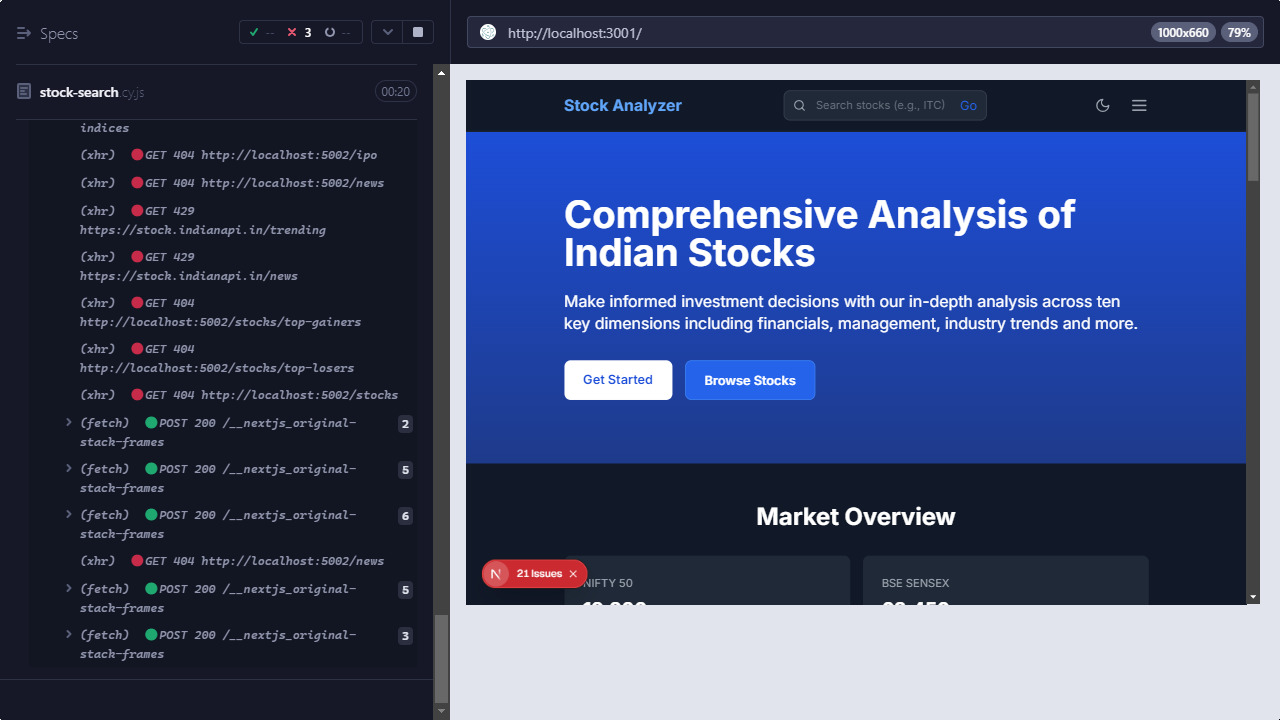 Specs
-- 3 --
stock-search.cy.js 00:20
indices
(xhr) GET 404 http://localhost:5002/ipo
(xhr) GET 404 http://localhost:5002/news
(xhr) GET 429
https://stock.indianapi.in/trending
(xhr) GET 429
https://stock.indianapi.in/news
(xhr) GET 404
http://localhost:5002/stocks/top-gainers
(xhr) GET 404
http://localhost:5002/stocks/top-losers
(xhr) GET 404 http://localhost:5002/stocks
(fetch) POST 200 /__nextjs_original- 2
stack-frames
(fetch) POST 200 /__nextjs_original- 5
stack-frames
(fetch) POST 200 /__nextjs_original- 6
stack-frames
(xhr) GET 404 http://localhost:5002/news
(fetch) POST 200 /__nextjs_original- 5
stack-frames
(fetch) POST 200 /__nextjs_original- 3
stack-frames
http://localhost:3001/ 1000x660 79%
Stock Analyzer Search stocks (e.g., ITC) Go
Comprehensive Analysis of
Indian Stocks
Make informed investment decisions with our in-depth analysis across ten
key dimensions including financials, management, industry trends and more.
Get Started Browse Stocks
Market Overview
N 21 Issues
NIFTY 50 BSE SENSEX